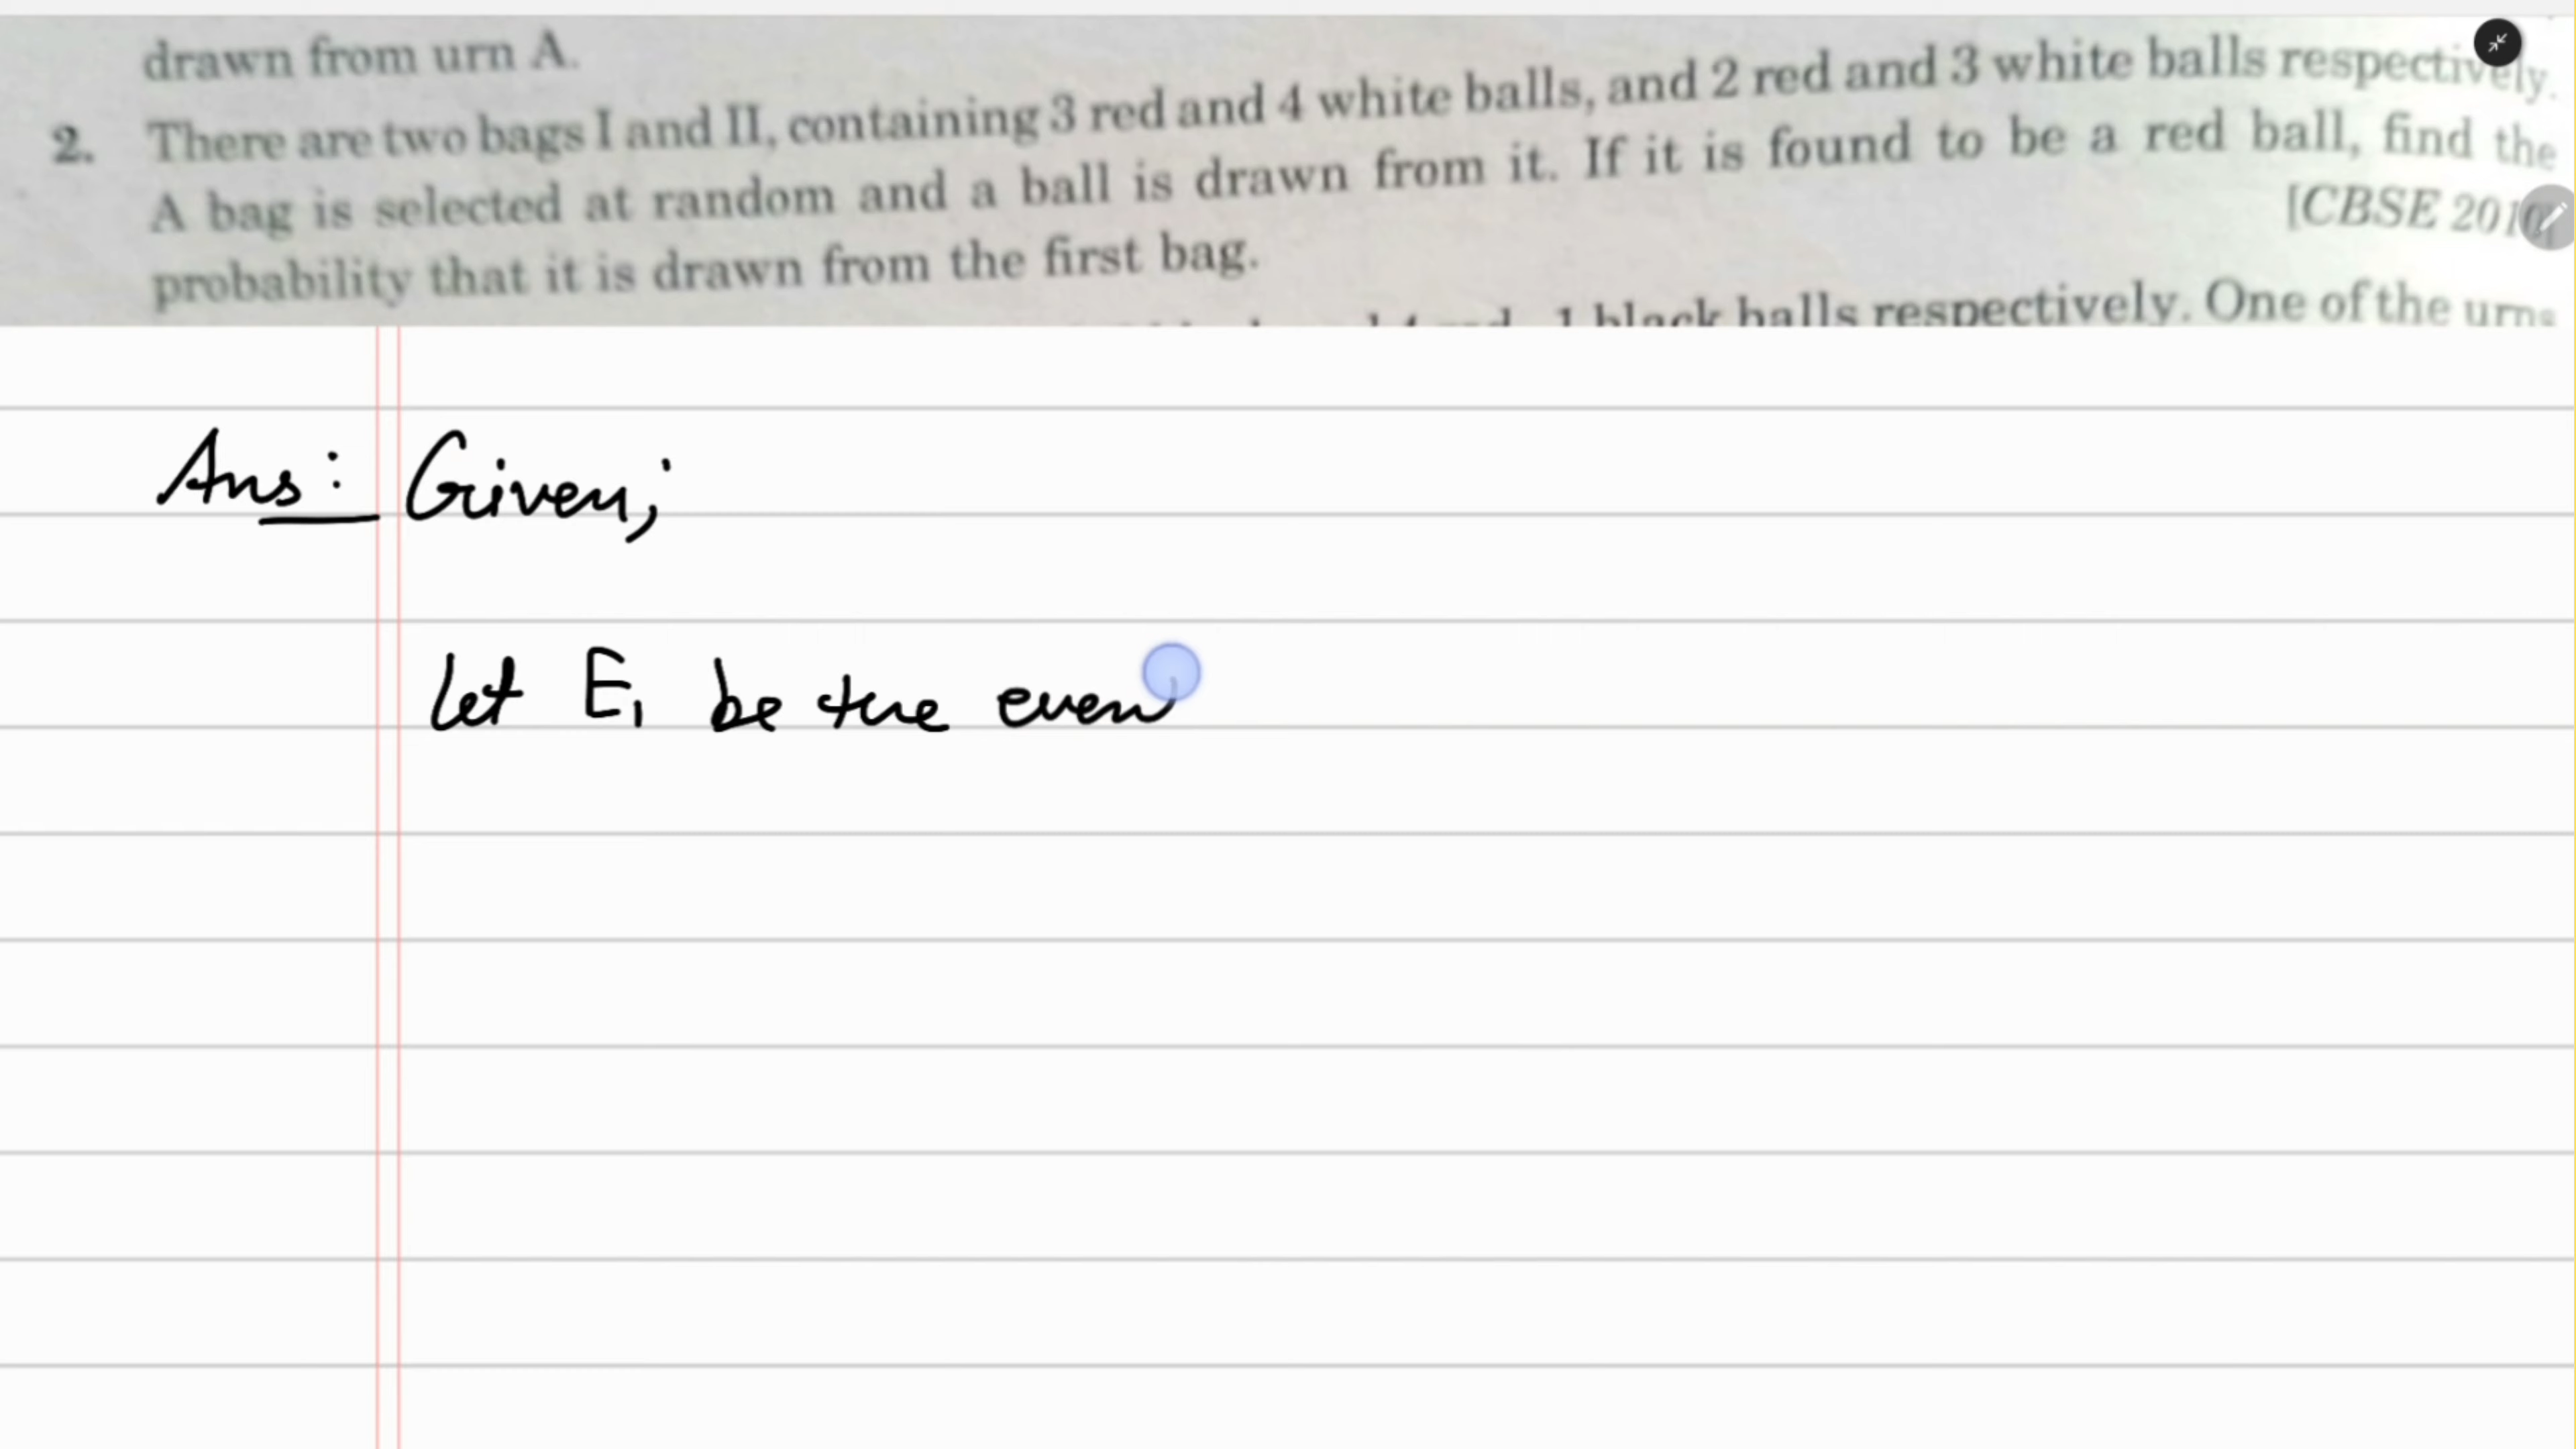 drawn from urn A.
2. There are two bags I and II, containing 3 red and 4 white balls, and 2 red and 3 white balls respectively.
A bag is selected at random and a ball is drawn from it. If it is found to be a red ball, find the
probability that it is drawn from the first bag. [CBSE 2010]
1 black balls respectively. One of the urns
Ans: Given;
let E1 be the even